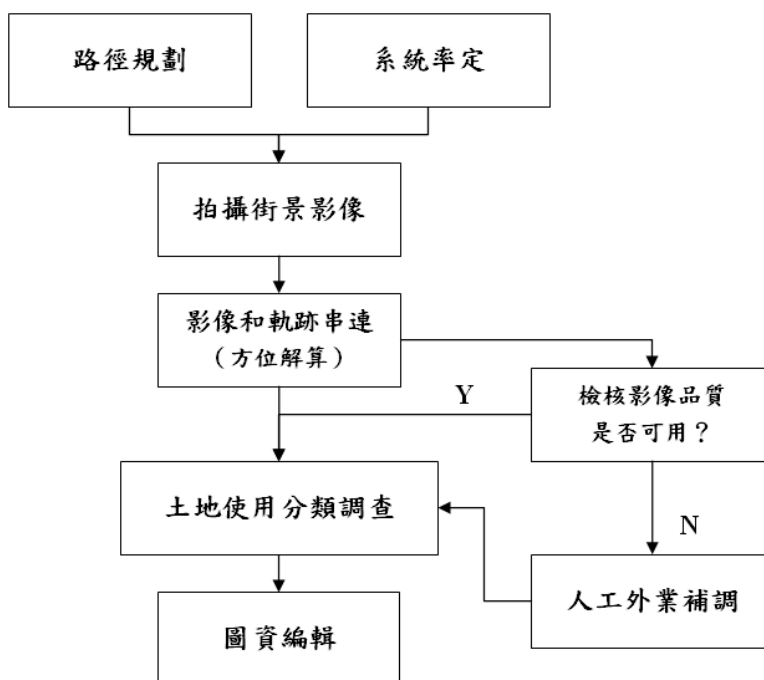 路徑規劃
系統率定
拍攝街景影像
影像和軌跡串連
（方位解算）
Y
檢核影像品質
是否可用？
土地使用分類調查
N
人工外業補調
圖資編輯